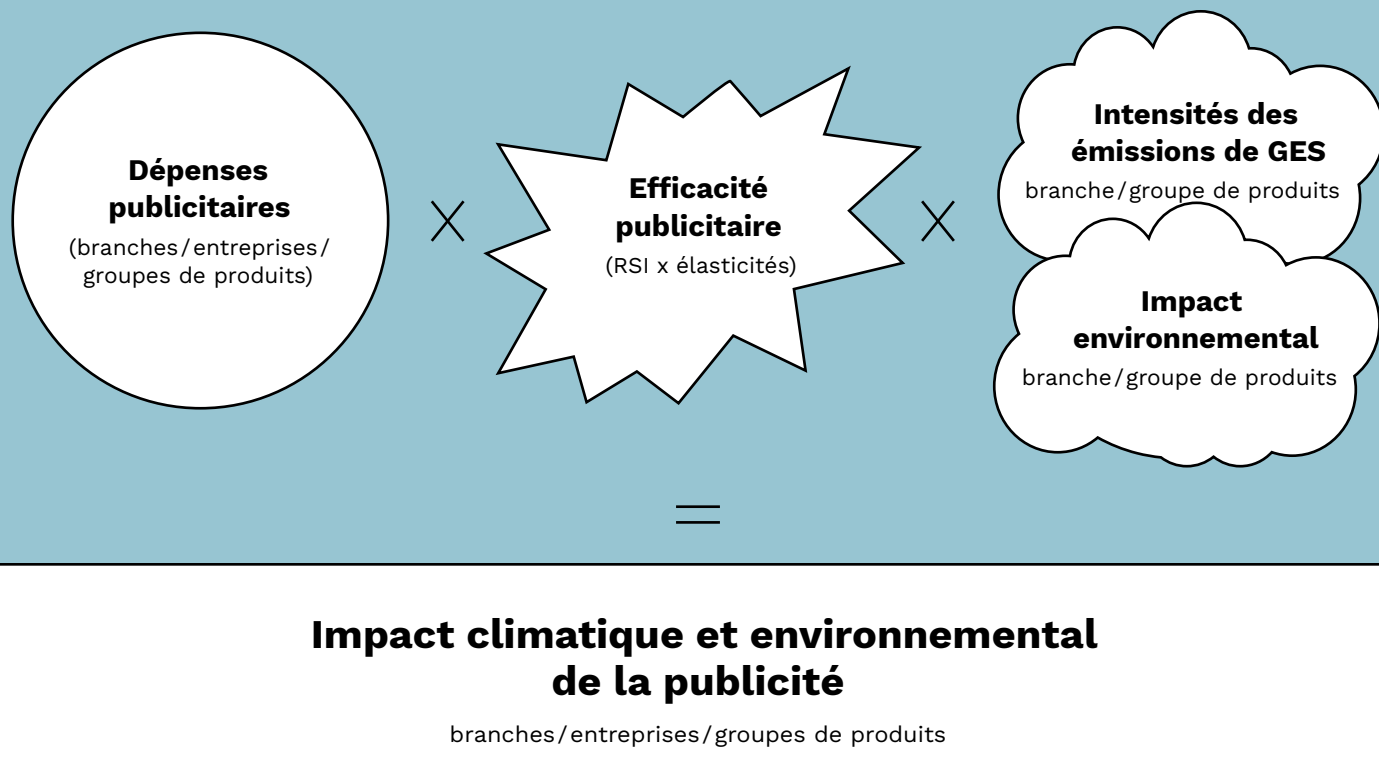 Dépenses
publicitaires
(branches/entreprises/
groupes de produits)
X
Efficacité
publicitaire
(RSI x élasticités)
X
Intensités des
émissions de GES
branche/groupe de produits
Impact
environnemental
branche/groupe de produits
=
Impact climatique et environnemental
de la publicité
branches/entreprises/groupes de produits